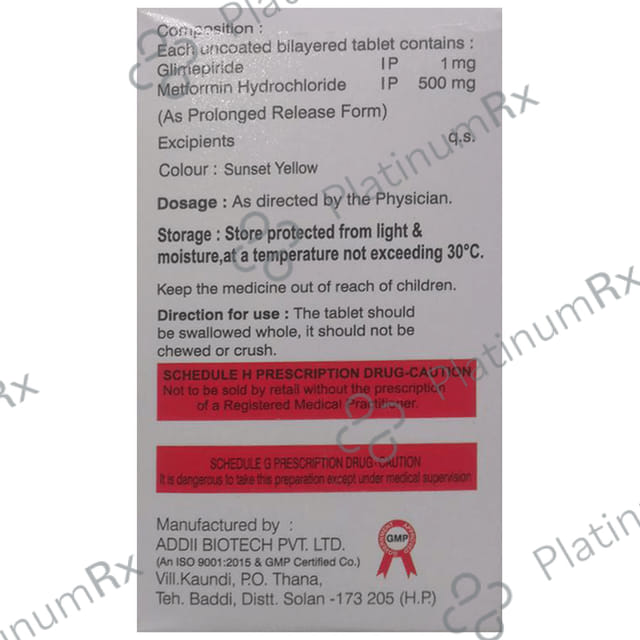 Composition :
Each uncoated bilayered tablet contains :
Glimepiride IP 1 mg
Metformin Hydrochloride IP 500 mg
(As Prolonged Release Form)
Excipients q.s.
Colour : Sunset Yellow
Dosage : As directed by the Physician.
Storage : Store protected from light &
moisture,at a temperature not exceeding 30°C.
Keep the medicine out of reach of children.
Direction for use : The tablet should
be swallowed whole, it should not be
chewed or crush.
SCHEDULE H PRESCRIPTION DRUG-CAUTION
Not to be sold by retail without the prescription
of a Registered Medical Practitioner.
SCHEDULE G PRESCRIPTION DRUG-CAUTION
It is dangerous to take this preparation except under medical supervision
Manufactured by :
ADDII BIOTECH PVT. LTD.
(An ISO 9001:2015 & GMP Certified Co.)
Vill.Kaundi, P.O. Thana,
Teh. Baddi, Distt. Solan -173 205 (H.P.)
GMP
PlatinumRx
PlatinumRx
PlatinumRx
PlatinumRx